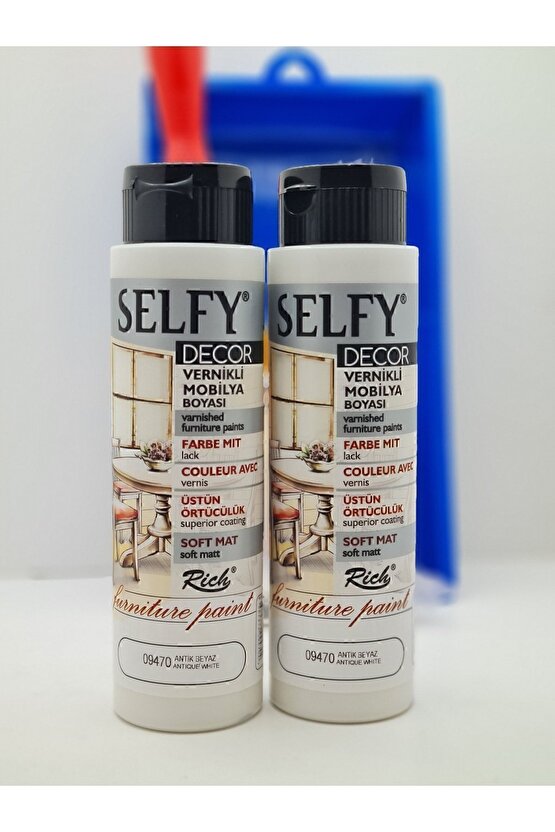 SELFY®
DECOR
VERNİKLİ
MOBİLYA
BOYASI
varnished
furniture paints
FARBE MIT
lack
COULEUR AVEC
vernis
ÜSTÜN
ÖRTÜCÜLÜK
superior coating
SOFT MAT
soft matt
Rich®
furniture paint
09470 ANTİK BEYAZ
ANTIQUE WHITE
SELFY®
DECOR
VERNİKLİ
MOBİLYA
BOYASI
varnished
furniture paints
FARBE MIT
lack
COULEUR AVEC
vernis
ÜSTÜN
ÖRTÜCÜLÜK
superior coating
SOFT MAT
soft matt
Rich®
furniture paint
09470 ANTİK BEYAZ
ANTIQUE WHITE